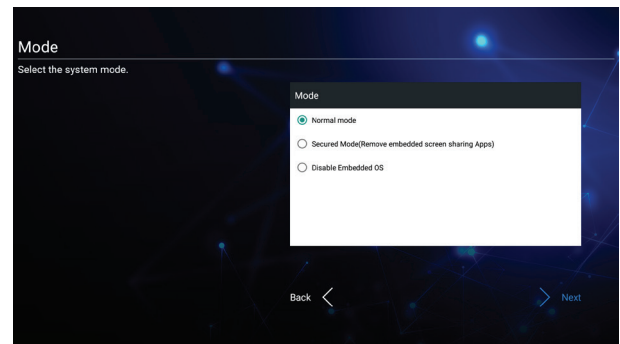 Mode
Select the system mode.
Mode
Normal mode
Secured Mode(Remove embedded screen sharing Apps)
Disable Embedded OS
Back
Next